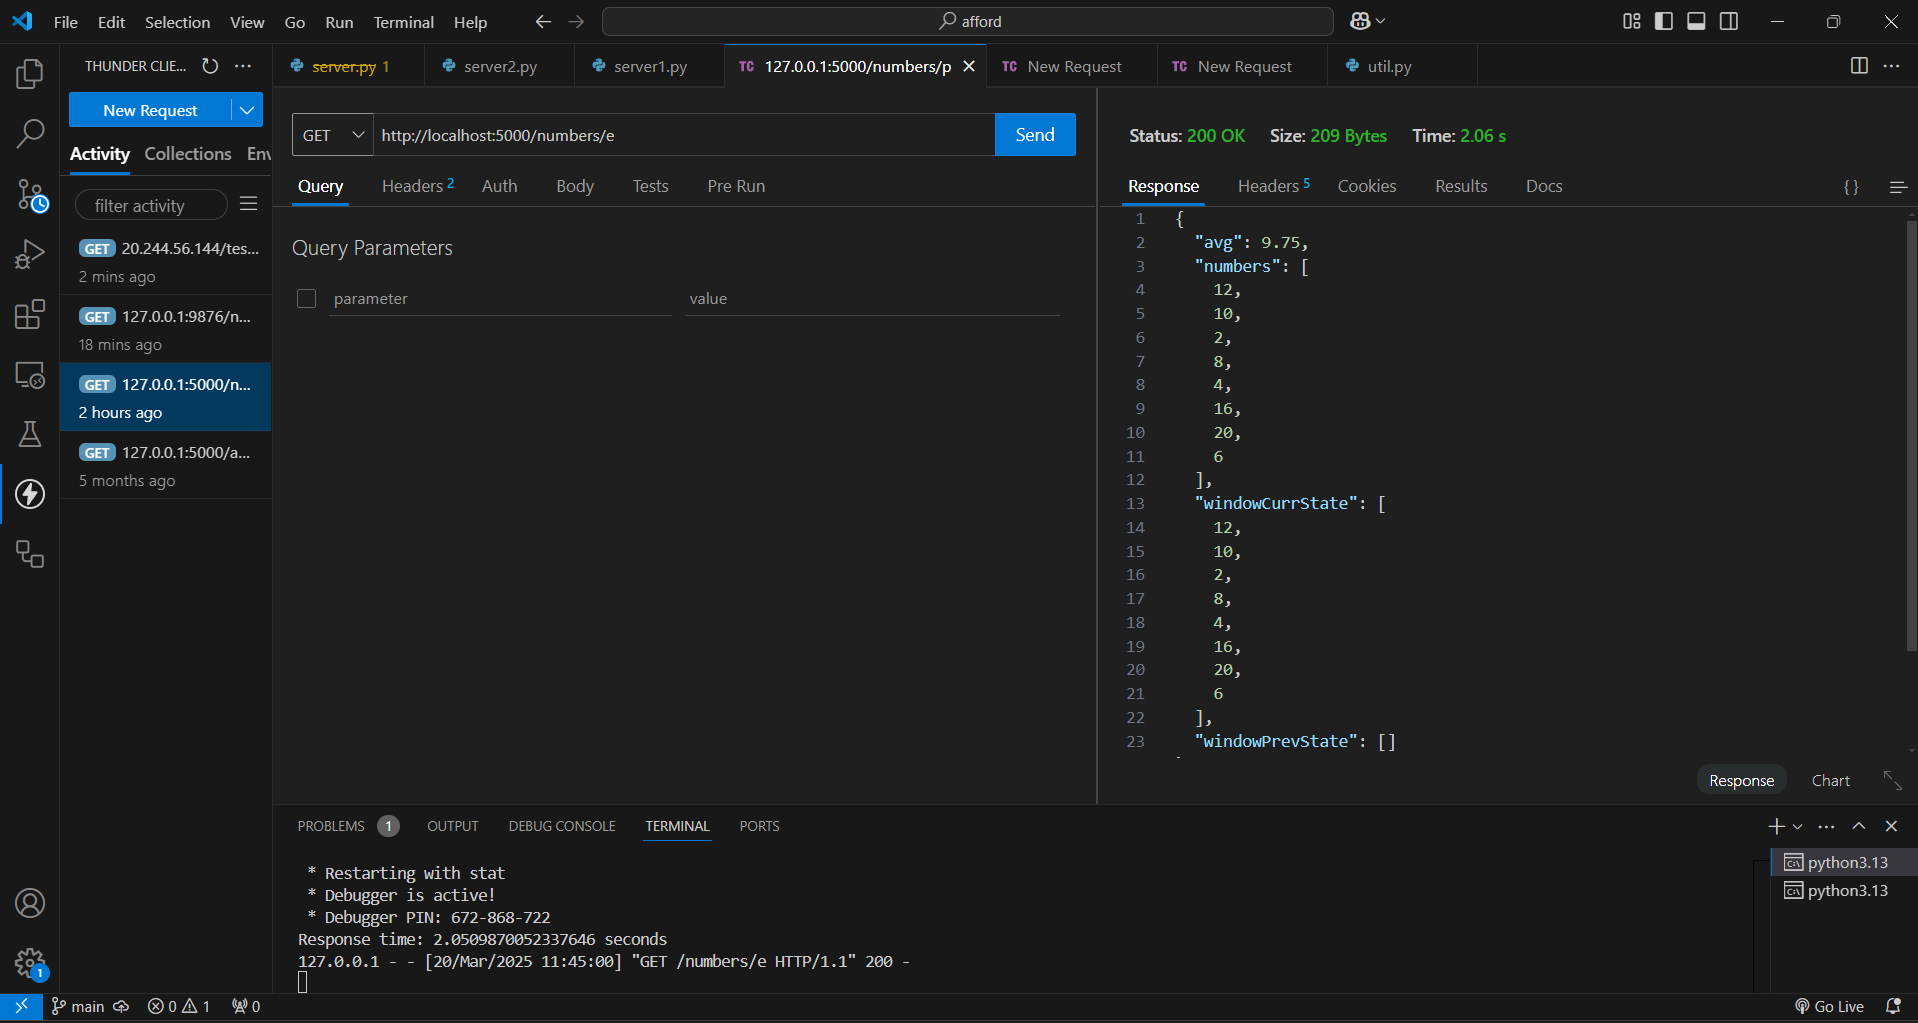 File Edit Selection View Go Run Terminal Help
afford
THUNDER CLIE...
server.py 1
server2.py
server1.py
TC 127.0.0.1:5000/numbers/p
TC New Request
TC New Request
util.py
New Request
Activity Collections Env
filter activity
GET 20.244.56.144/tes...
2 mins ago
GET 127.0.0.1:9876/n...
18 mins ago
GET 127.0.0.1:5000/n...
2 hours ago
GET 127.0.0.1:5000/a...
5 months ago
GET http://localhost:5000/numbers/e Send
Query Headers 2 Auth Body Tests Pre Run
Query Parameters
parameter value
Status: 200 OK Size: 209 Bytes Time: 2.06 s
Response Headers 5 Cookies Results Docs { }
1 {
2 "avg": 9.75,
3 "numbers": [
4 12,
5 10,
6 2,
7 8,
8 4,
9 16,
10 20,
11 6
12 ],
13 "windowCurrState": [
14 12,
15 10,
16 2,
17 8,
18 4,
19 16,
20 20,
21 6
22 ],
23 "windowPrevState": []
Response Chart
PROBLEMS 1 OUTPUT DEBUG CONSOLE TERMINAL PORTS
* Restarting with stat
* Debugger is active!
* Debugger PIN: 672-868-722
Response time: 2.0509870052337646 seconds
127.0.0.1 - - [20/Mar/2025 11:45:00] "GET /numbers/e HTTP/1.1" 200 -
python3.13
python3.13
1
main 0 1 0
Go Live